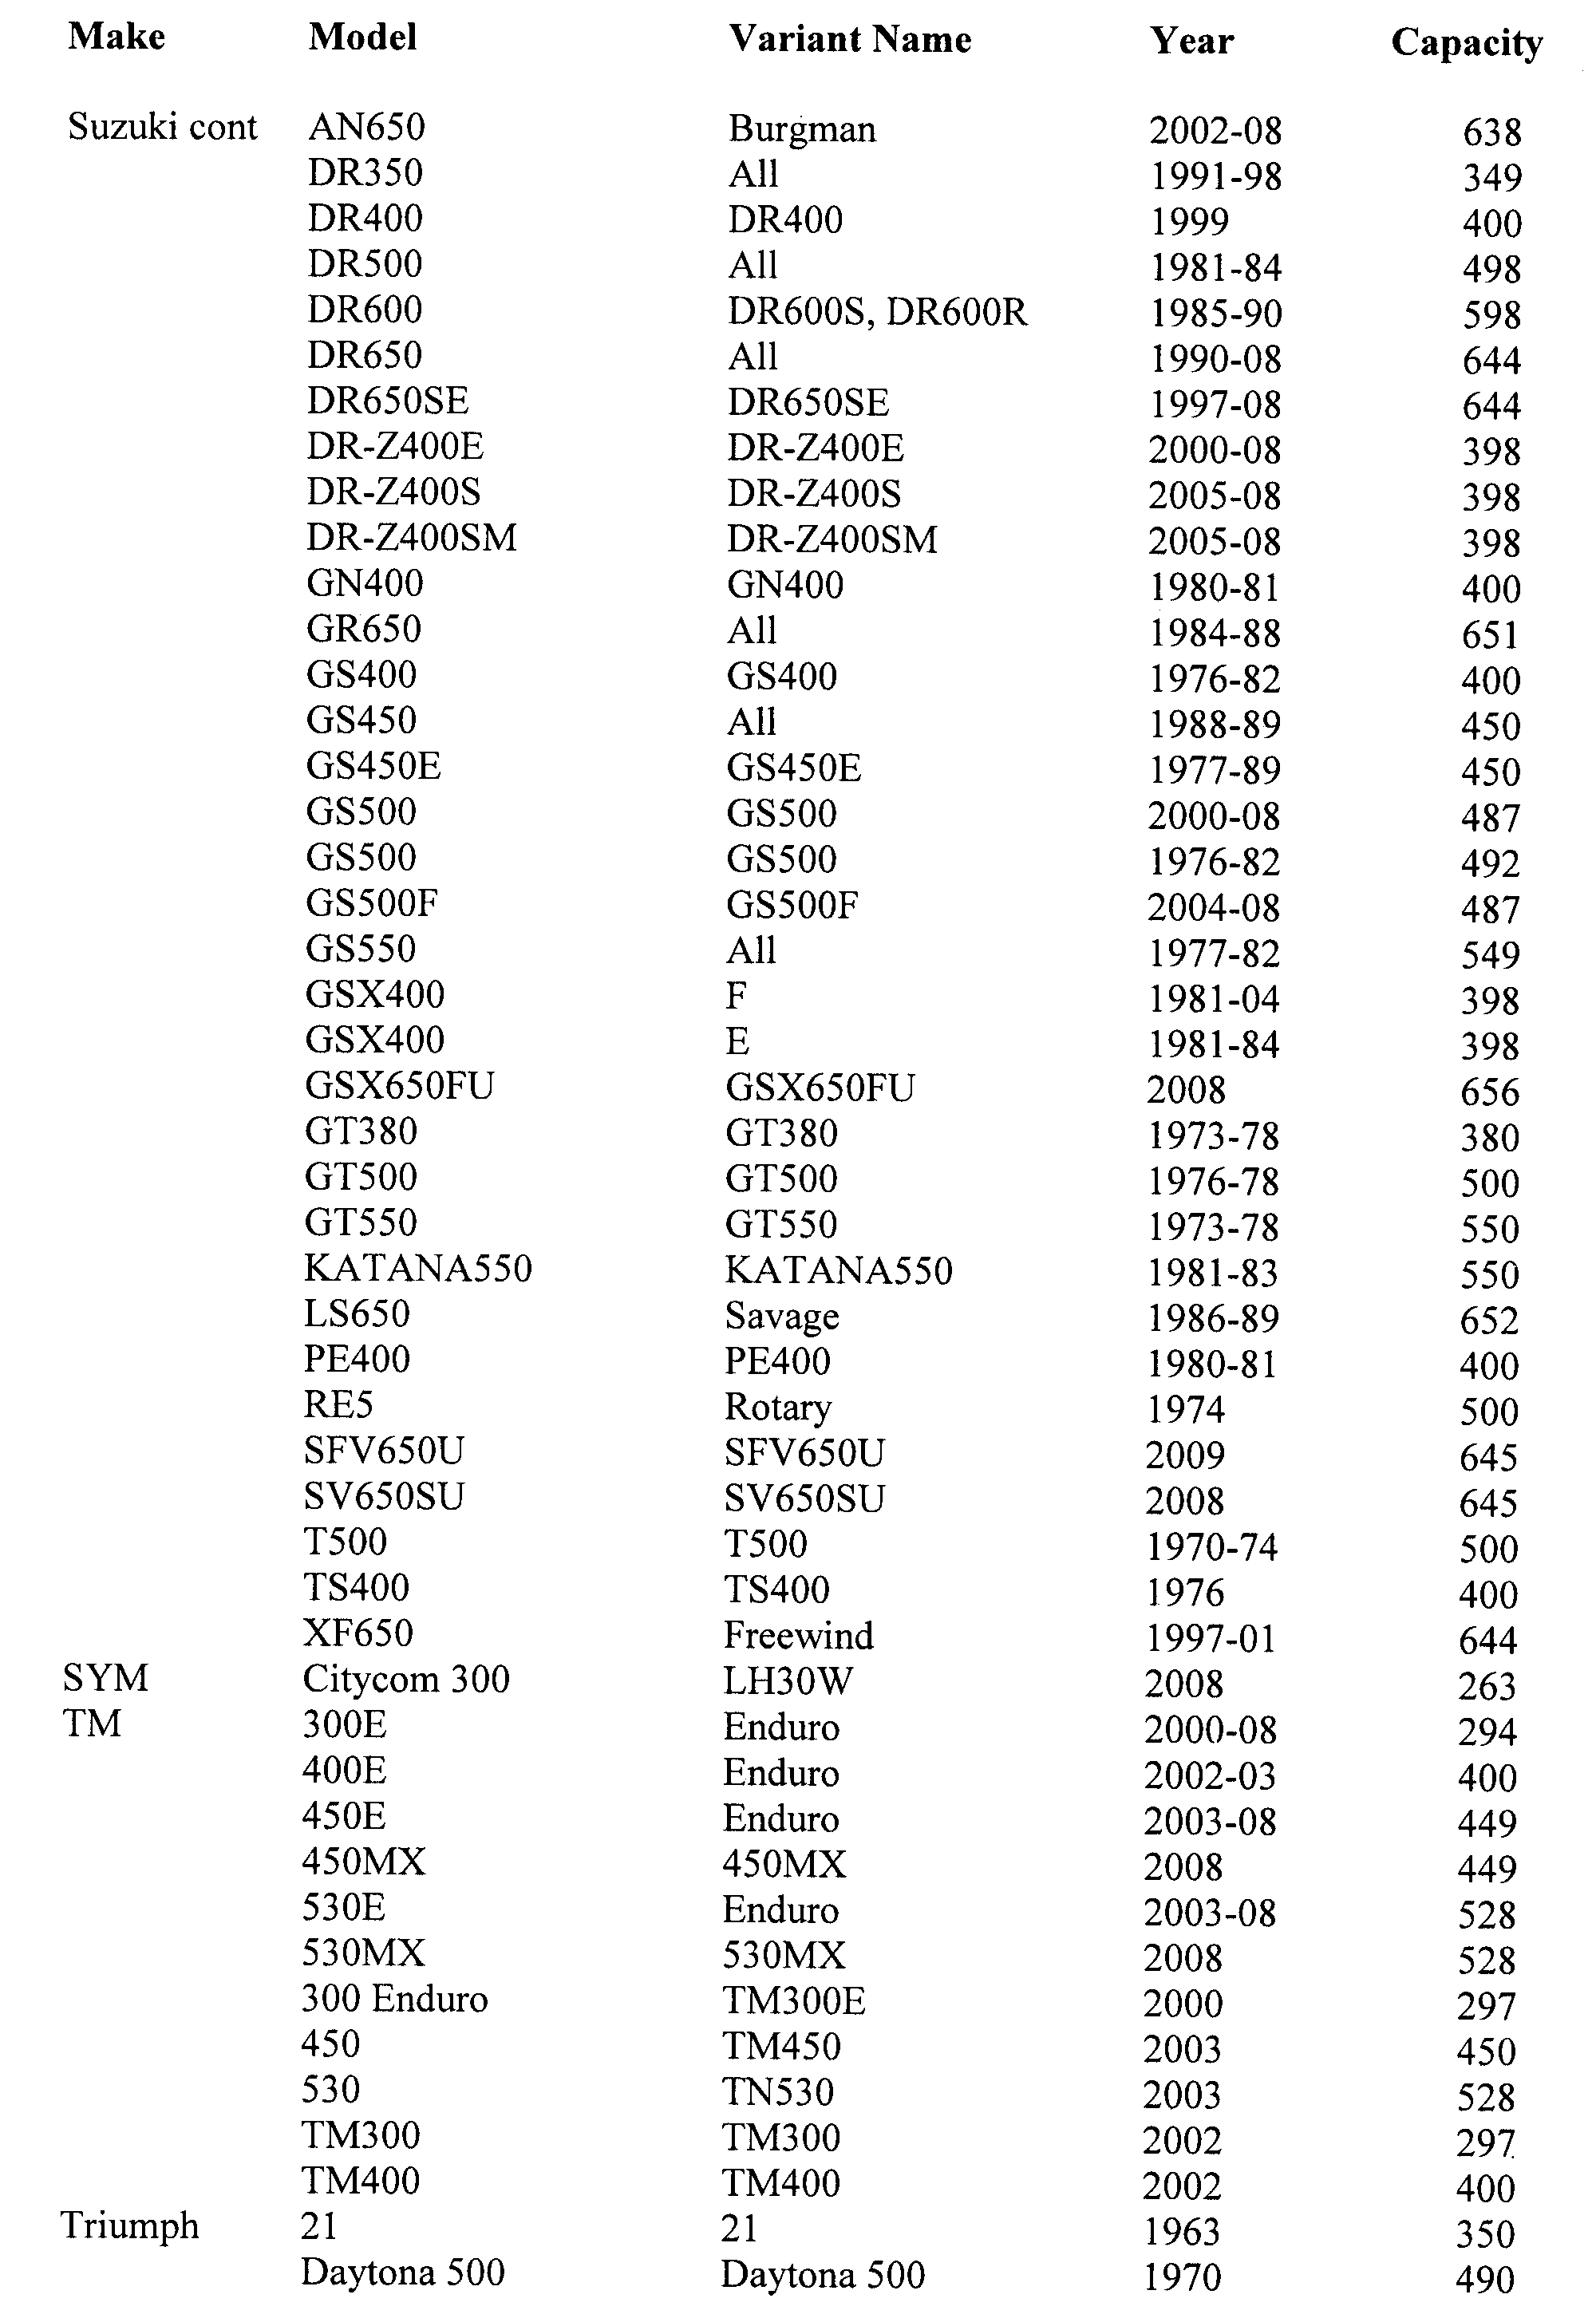 Make Model Variant Name Year Capacity
Suzuki cont AN650 Burgman 2002-08 638
DR350 All 1991-98 349
DR400 DR400 1999 400
DR500 All 1981-84 498
DR600 DR600S, DR600R 1985-90 598
DR650 All 1990-08 644
DR650SE DR650SE 1997-08 644
DR-Z400E DR-Z400E 2000-08 398
DR-Z400S DR-Z400S 2005-08 398
DR-Z400SM DR-Z400SM 2005-08 398
GN400 GN400 1980-81 400
GR650 All 1984-88 651
GS400 GS400 1976-82 400
GS450 All 1988-89 450
GS450E GS450E 1977-89 450
GS500 GS500 2000-08 487
GS500 GS500 1976-82 492
GS500F GS500F 2004-08 487
GS550 All 1977-82 549
GSX400 F 1981-04 398
GSX400 E 1981-84 398
GSX650FU GSX650FU 2008 656
GT380 GT380 1973-78 380
GT500 GT500 1976-78 500
GT550 GT550 1973-78 550
KATANA550 KATANA550 1981-83 550
LS650 Savage 1986-89 652
PE400 PE400 1980-81 400
RE5 Rotary 1974 500
SFV650U SFV650U 2009 645
SV650SU SV650SU 2008 645
T500 T500 1970-74 500
TS400 TS400 1976 400
XF650 Freewind 1997-01 644
SYM Citycom 300 LH30W 2008 263
TM 300E Enduro 2000-08 294
400E Enduro 2002-03 400
450E Enduro 2003-08 449
450MX 450MX 2008 449
530E Enduro 2003-08 528
530MX 530MX 2008 528
300 Enduro TM300E 2000 297
450 TM450 2003 450
530 TN530 2003 528
TM300 TM300 2002 297
TM400 TM400 2002 400
Triumph 21 21 1963 350
Daytona 500 Daytona 500 1970 490